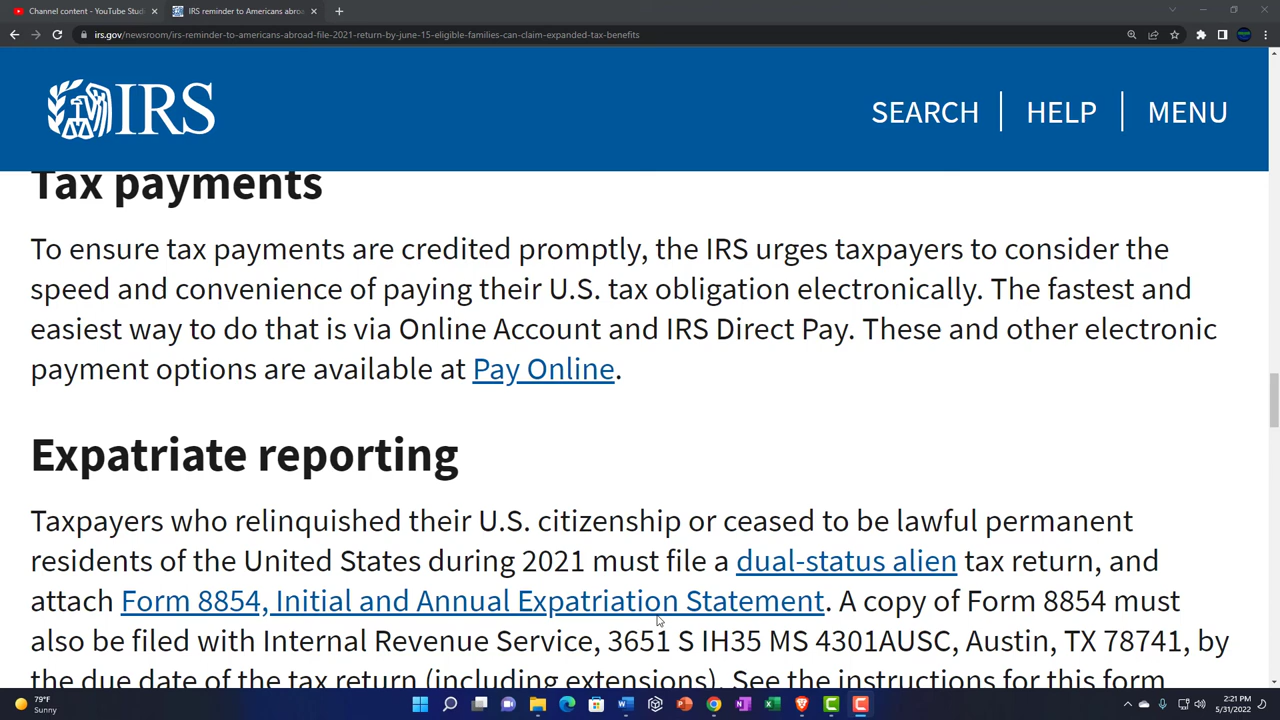 Channel content - YouTube Stud
IRS reminder to Americans abroa
irs.gov/newsroom/irs-reminder-to-americans-abroad-file-2021-return-by-june-15-eligible-families-can-claim-expanded-tax-benefits
IRS
SEARCH
HELP
MENU
Tax payments
To ensure tax payments are credited promptly, the IRS urges taxpayers to consider the
speed and convenience of paying their U.S. tax obligation electronically. The fastest and
easiest way to do that is via Online Account and IRS Direct Pay. These and other electronic
payment options are available at Pay Online.
Expatriate reporting
Taxpayers who relinquished their U.S. citizenship or ceased to be lawful permanent
residents of the United States during 2021 must file a dual-status alien tax return, and
attach Form 8854, Initial and Annual Expatriation Statement. A copy of Form 8854 must
also be filed with Internal Revenue Service, 3651 S IH35 MS 4301AUSC, Austin, TX 78741, by
the due date of the tax return (including extensions). See the instructions for this form
79°F
Sunny
2:21 PM
5/31/2022